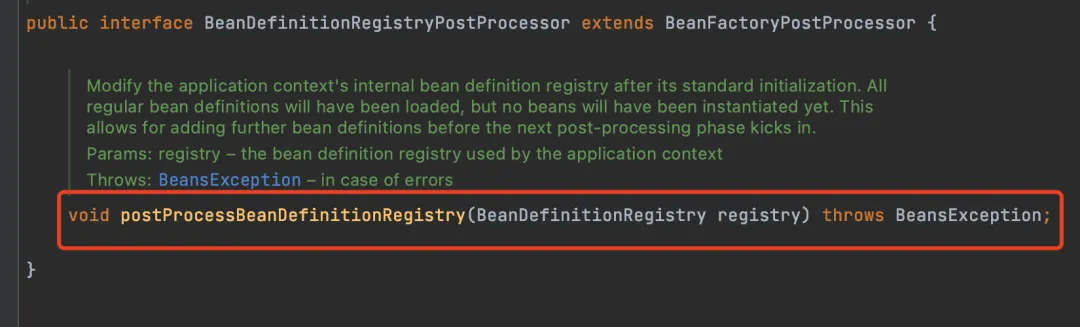 public interface BeanDefinitionRegistryPostProcessor extends BeanFactoryPostProcessor {
Modify the application context's internal bean definition registry after its standard initialization. All
regular bean definitions will have been loaded, but no beans will have been instantiated yet. This
allows for adding further bean definitions before the next post-processing phase kicks in.
Params: registry – the bean definition registry used by the application context
Throws: BeansException – in case of errors
void postProcessBeanDefinitionRegistry(BeanDefinitionRegistry registry) throws BeansException;
}